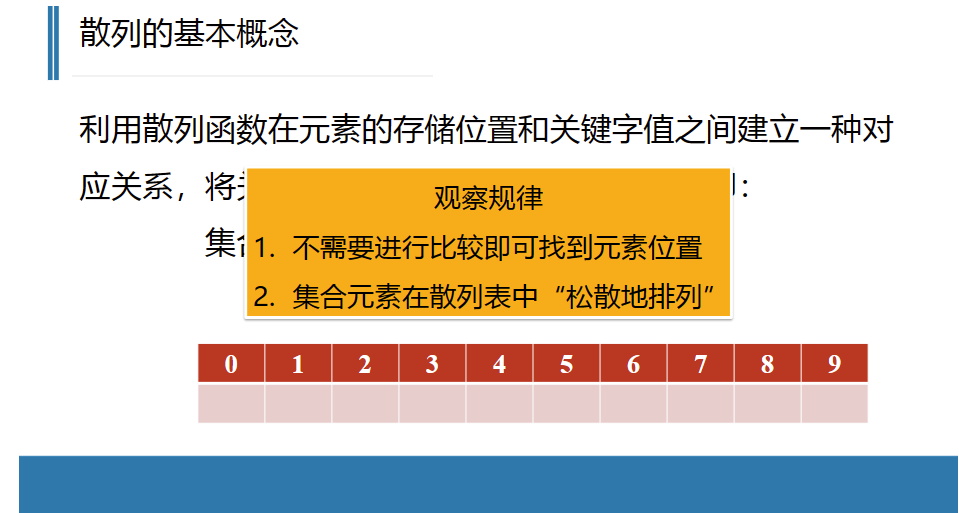 散列的基本概念
利用散列函数在元素的存储位置和关键字值之间建立一种对
应关系，将
：
集
观察规律
1. 不需要进行比较即可找到元素位置
2. 集合元素在散列表中“松散地排列”
0 1 2 3 4 5 6 7 8 9